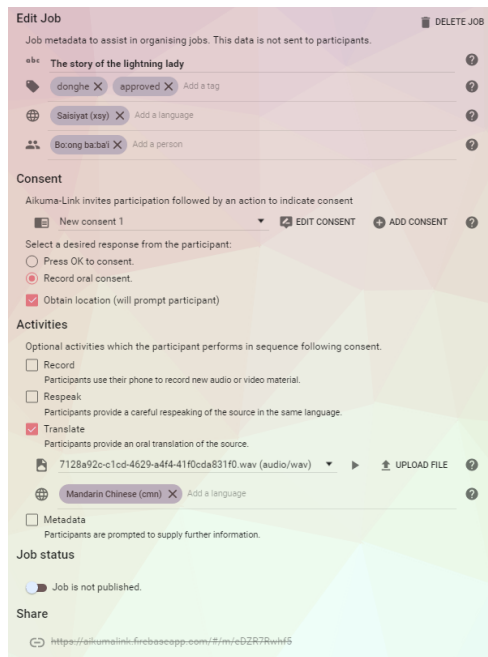 Edit Job
DELETE JOB
Job metadata to assist in organising jobs. This data is not sent to participants.
abc The story of the lightning lady
donghe approved Add a tag
Saisiyat (xsy) Add a language
Bo:ong ba:ba'i Add a person
Consent
Aikuma-Link invites participation followed by an action to indicate consent
New consent 1 EDIT CONSENT ADD CONSENT
Select a desired response from the participant:
Press OK to consent.
Record oral consent.
Obtain location (will prompt participant)
Activities
Optional activities which the participant performs in sequence following consent.
Record
Participants use their phone to record new audio or video material.
Respeak
Participants provide a careful respeaking of the source in the same language.
Translate
Participants provide an oral translation of the source.
7128a92c-c1cd-4629-a4f4-41f0cda831f0.wav (audio/wav) UPLOAD FILE
Mandarin Chinese (cmn) Add a language
Metadata
Participants are prompted to supply further information.
Job status
Job is not published.
Share
https://aikumalink.firebaseapp.com/#/m/eDZR7Rwhf5